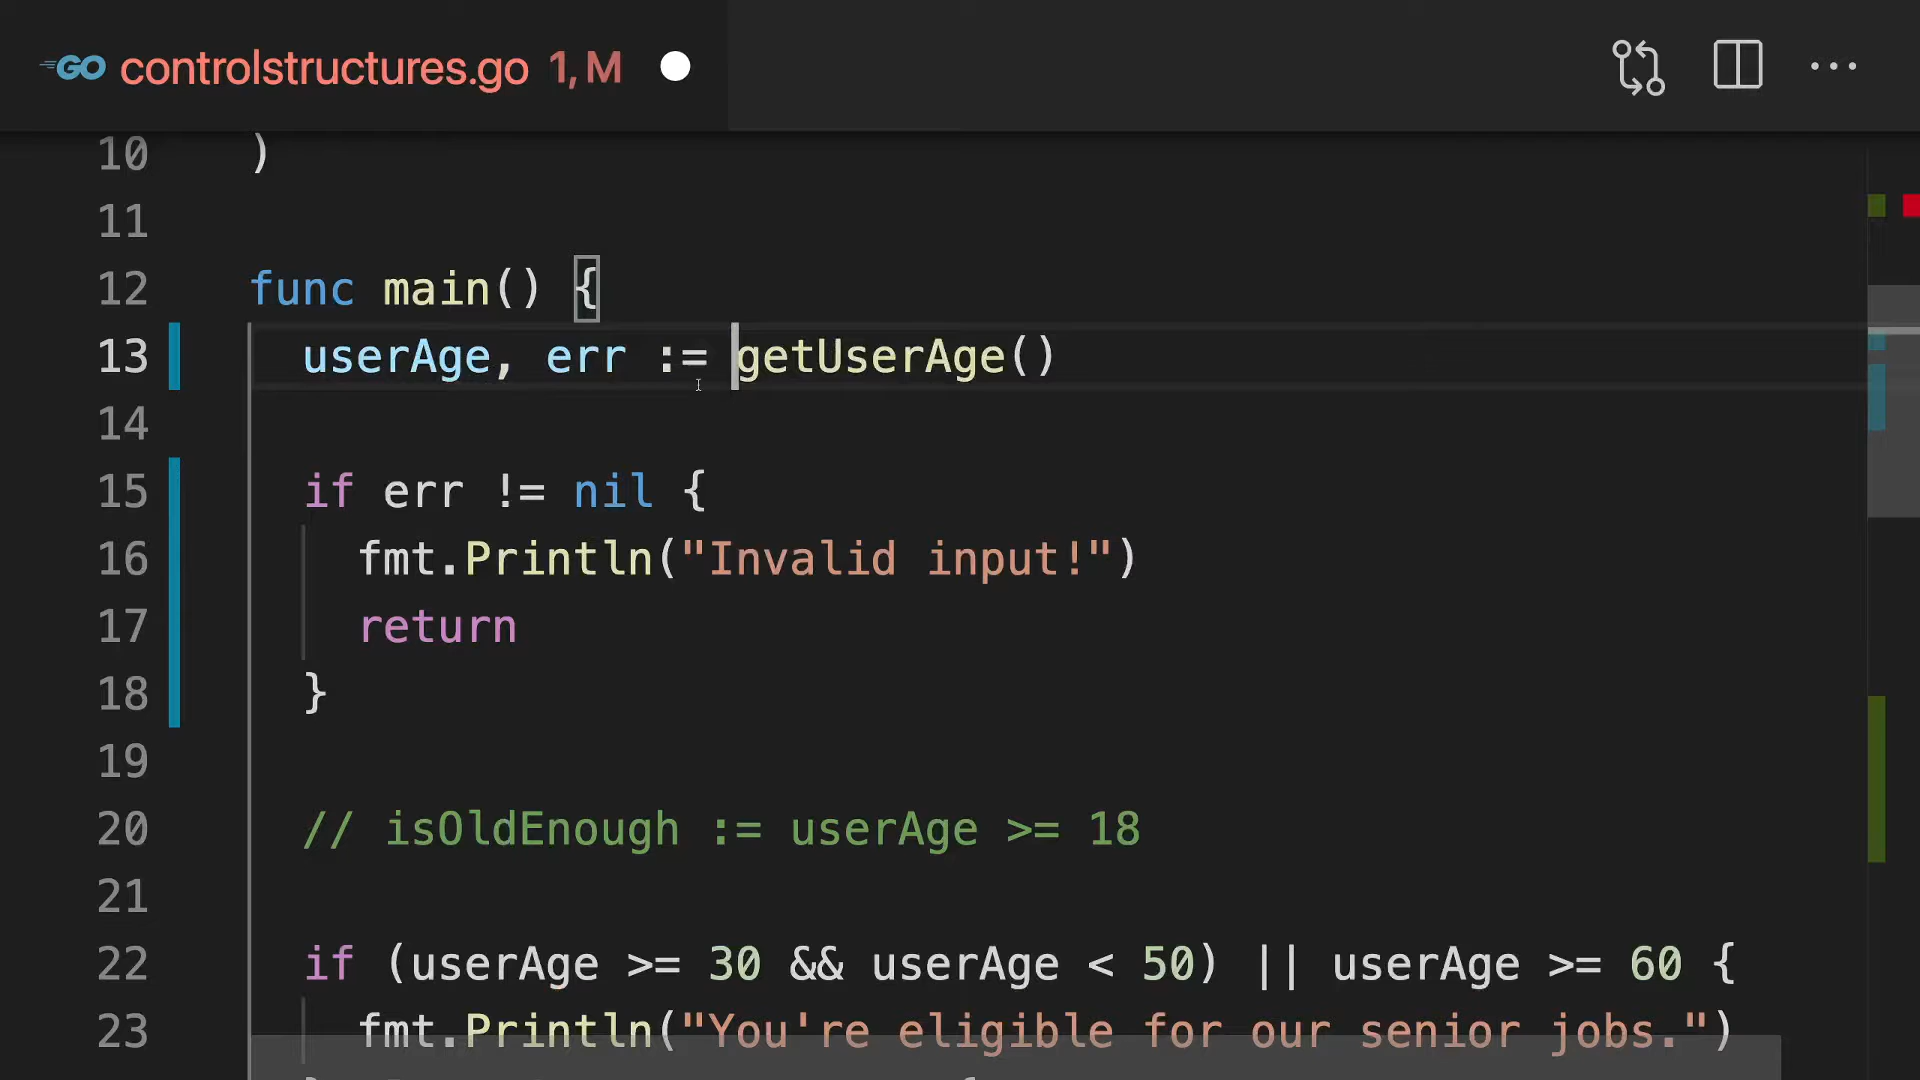 GO controlstructures.go 1, M
10 )
11
12 func main() {
13 userAge, err := getUserAge()
14
15 if err != nil {
16 fmt.Println("Invalid input!")
17 return
18 }
19
20 // isOldEnough := userAge >= 18
21
22 if (userAge >= 30 && userAge < 50) || userAge >= 60 {
23 fmt.Println("You're eligible for our senior jobs.")